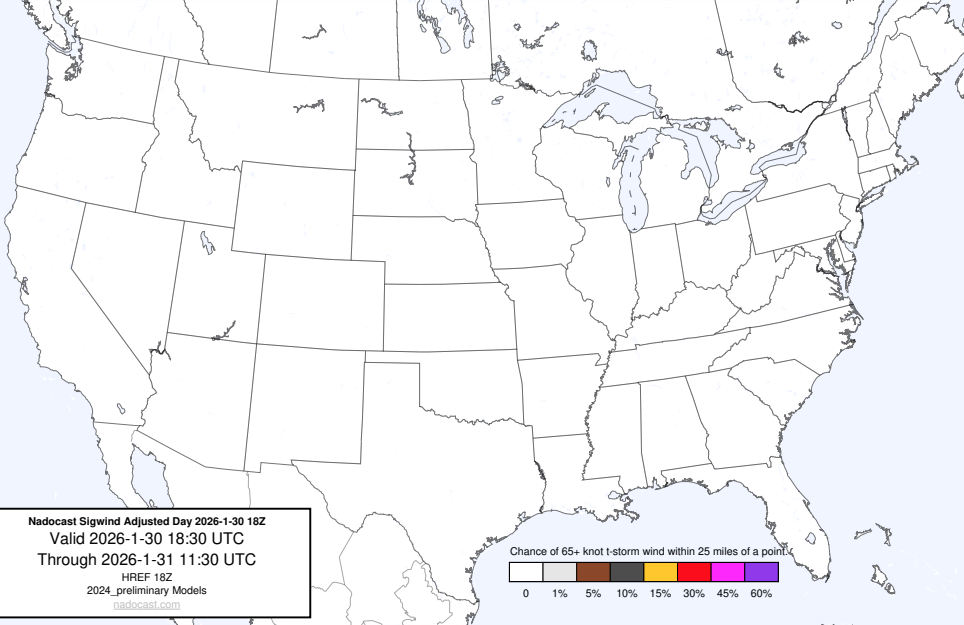 Nadocast Sigwind Adjusted Day 2026-1-30 18Z
Valid 2026-1-30 18:30 UTC
Through 2026-1-31 11:30 UTC
HREF 18Z
2024_preliminary Models
nadocast.com
Chance of 65+ knot t-storm wind within 25 miles of a point.
0 1% 5% 10% 15% 30% 45% 60%